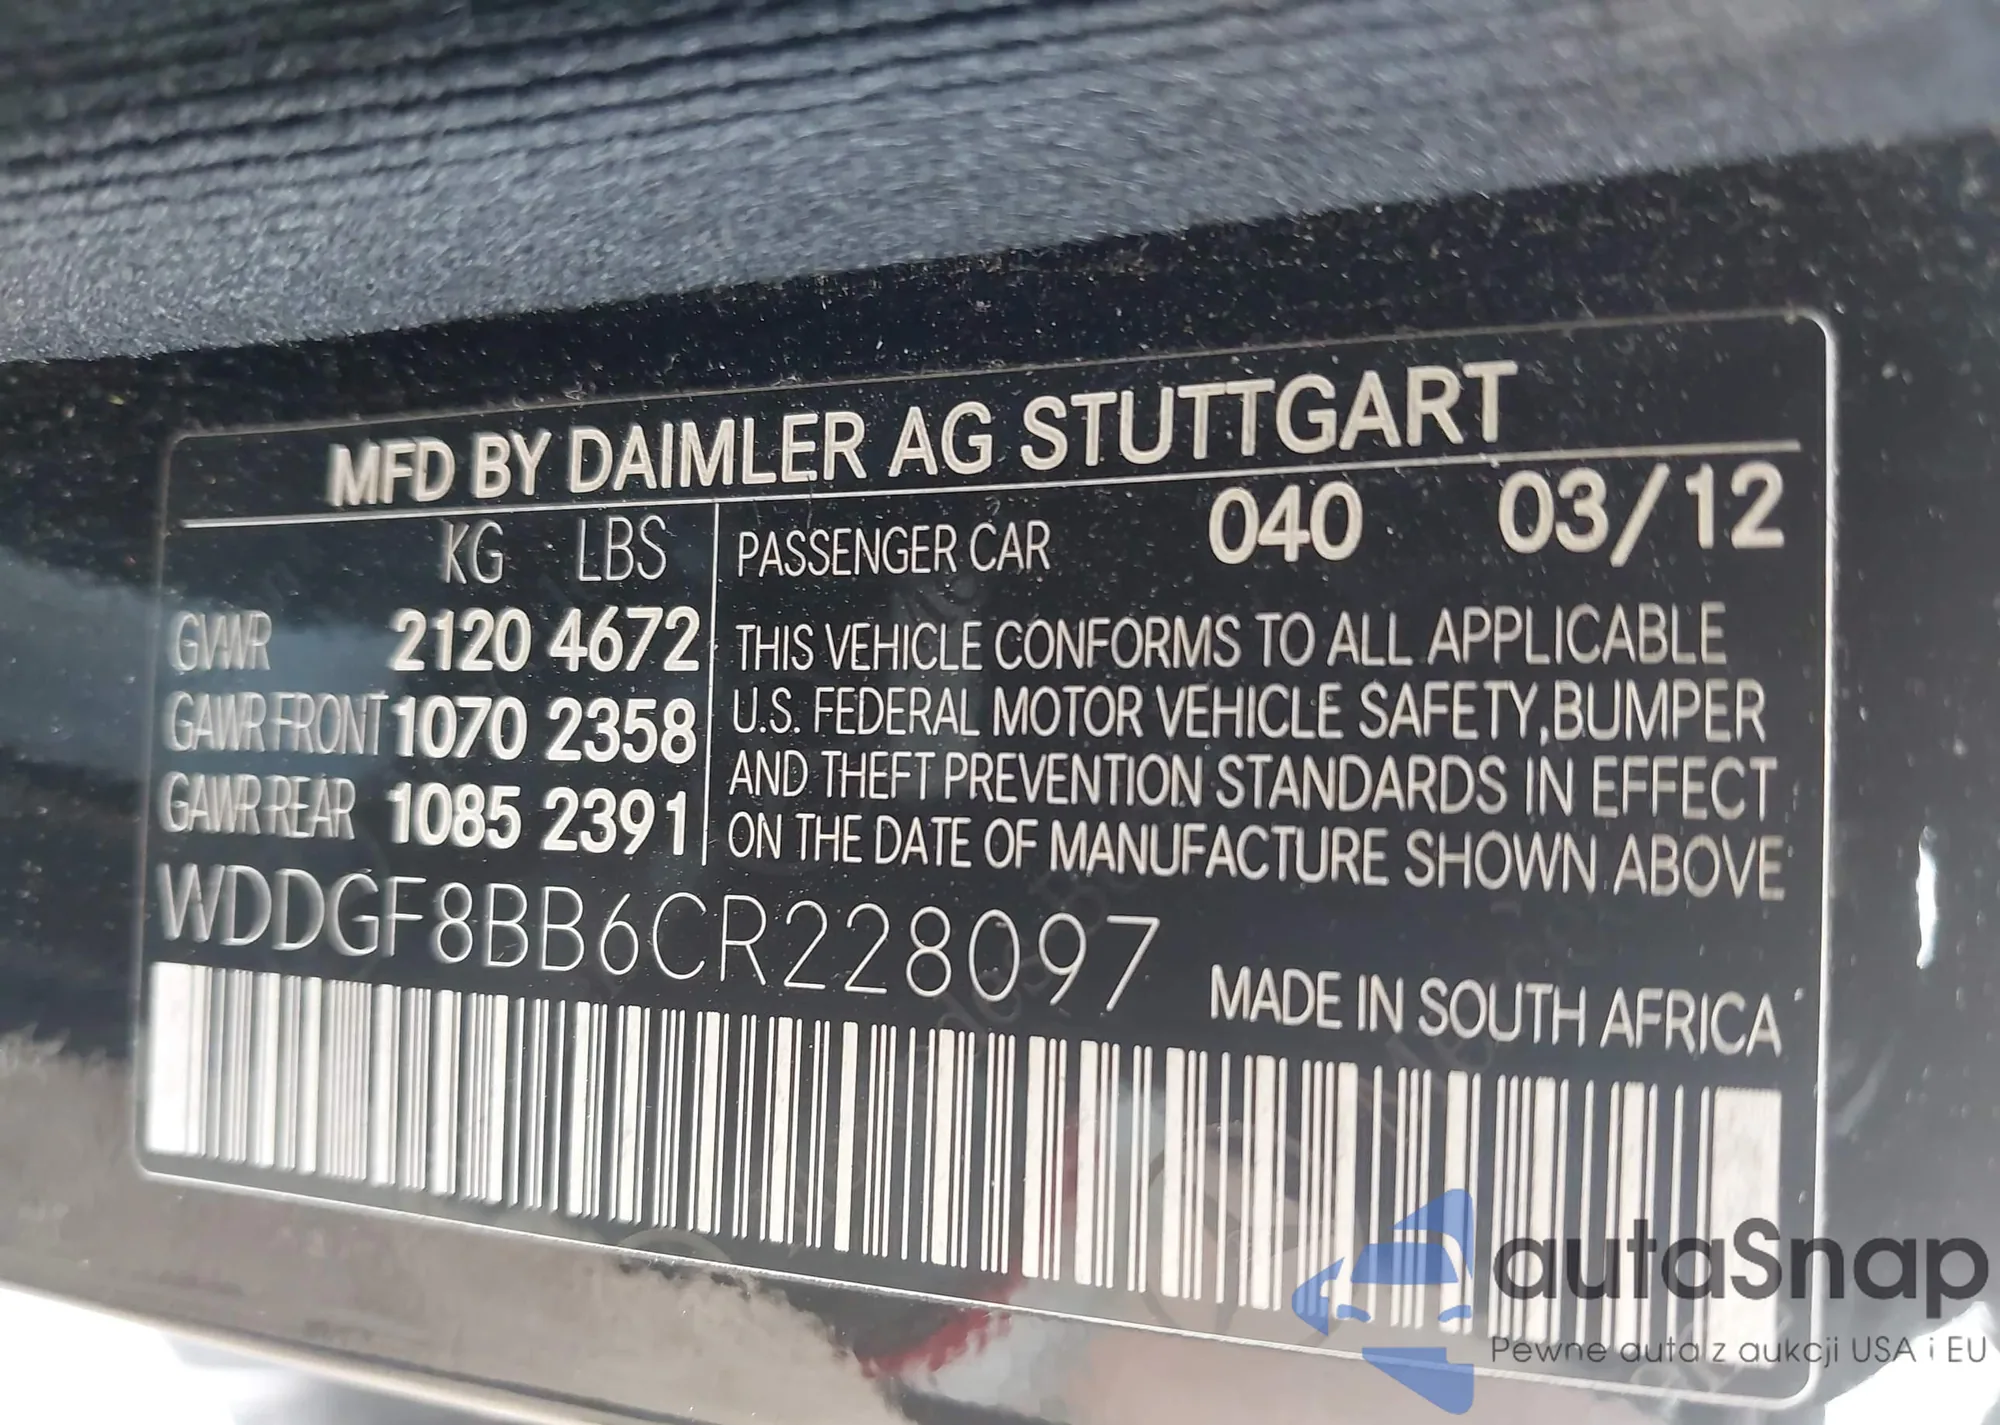 MFD BY DAIMLER AG STUTTGART
KG LBS
GVWR 2120 4672
GAWR FRONT 1070 2358
GAWR REAR 1085 2391
PASSENGER CAR 040 03/12
THIS VEHICLE CONFORMS TO ALL APPLICABLE
U.S. FEDERAL MOTOR VEHICLE SAFETY,BUMPER
AND THEFT PREVENTION STANDARDS IN EFFECT
ON THE DATE OF MANUFACTURE SHOWN ABOVE
WDDGF8BB6CR228097
MADE IN SOUTH AFRICA
autaSnap
Pewne auta z aukcji USA i EU